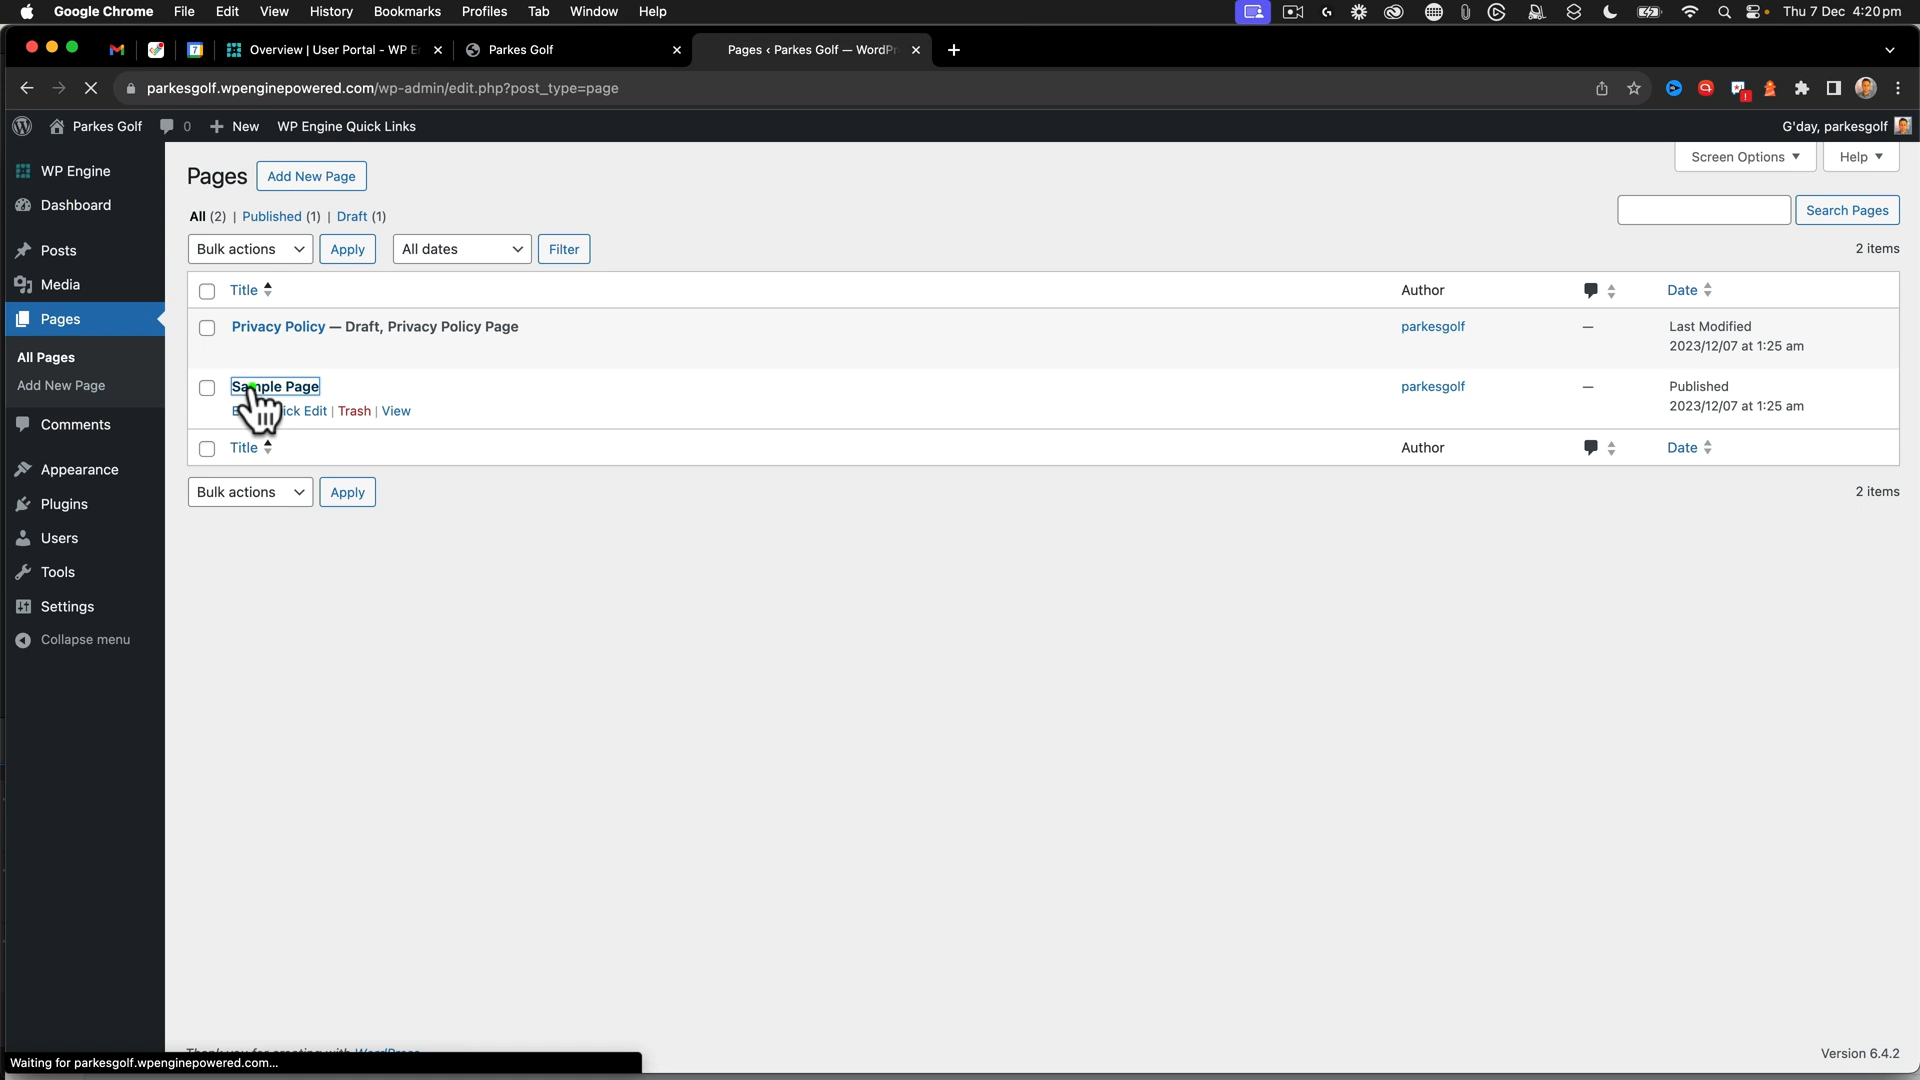 Google Chrome File Edit View History Bookmarks Profiles Tab Window Help Thu 7 Dec 4:20 pm
Overview | User Portal - WP E Parkes Golf Pages ‹ Parkes Golf — WordPr
parkesgolf.wpenginepowered.com/wp-admin/edit.php?post_type=page
Parkes Golf 0 New WP Engine Quick Links G'day, parkesgolf
WP Engine
Dashboard
Posts
Media
Pages
All Pages
Add New Page
Comments
Appearance
Plugins
Users
Tools
Settings
Collapse menu
Screen Options Help
Pages Add New Page
All (2) | Published (1) | Draft (1)
Search Pages
Bulk actions Apply All dates Filter 2 items
Title Author Date
Privacy Policy — Draft, Privacy Policy Page parkesgolf — Last Modified
2023/12/07 at 1:25 am
Sample Page parkesgolf — Published
2023/12/07 at 1:25 am
Edit | Trash | View
Title Author Date
Bulk actions Apply 2 items
Version 6.4.2
Waiting for parkesgolf.wpenginepowered.com...